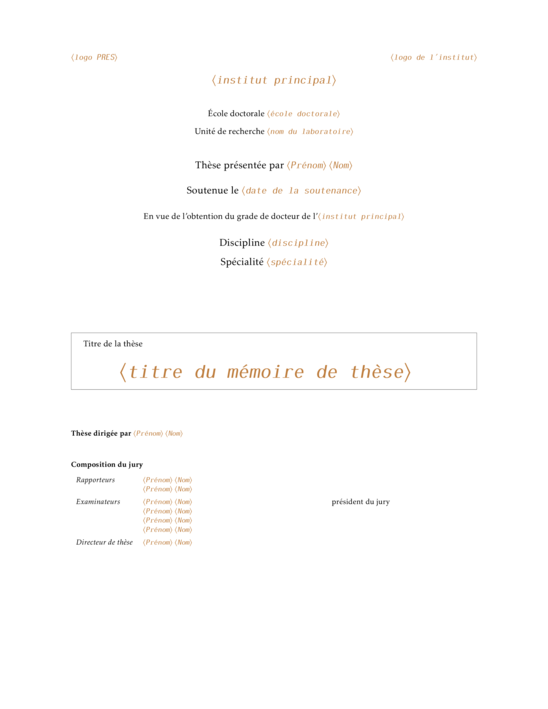 ⟨logo PRES⟩ ⟨logo de l'institut⟩
⟨institut principal⟩
École doctorale ⟨école doctorale⟩
Unité de recherche ⟨nom du laboratoire⟩
Thèse présentée par ⟨Prénom⟩ ⟨Nom⟩
Soutenue le ⟨date de la soutenance⟩
En vue de l'obtention du grade de docteur de l'⟨institut principal⟩
Discipline ⟨discipline⟩
Spécialité ⟨spécialité⟩
Titre de la thèse
⟨titre du mémoire de thèse⟩
Thèse dirigée par ⟨Prénom⟩ ⟨Nom⟩
Composition du jury
Rapporteurs ⟨Prénom⟩ ⟨Nom⟩
⟨Prénom⟩ ⟨Nom⟩
Examinateurs ⟨Prénom⟩ ⟨Nom⟩ président du jury
⟨Prénom⟩ ⟨Nom⟩
⟨Prénom⟩ ⟨Nom⟩
⟨Prénom⟩ ⟨Nom⟩
Directeur de thèse ⟨Prénom⟩ ⟨Nom⟩